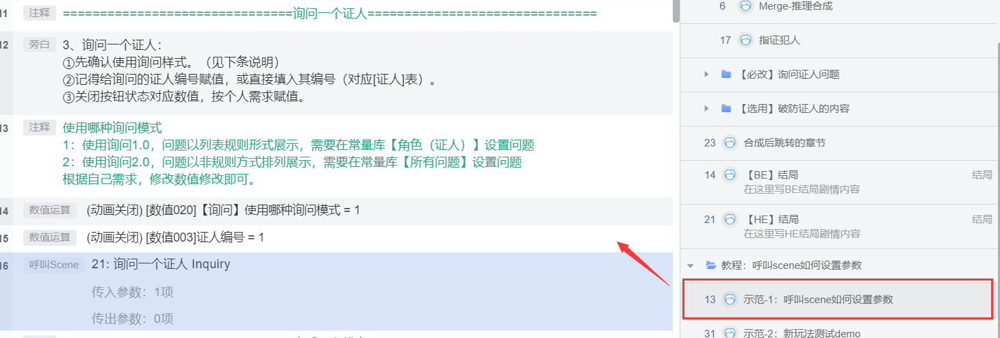 11 注释 ===============================询问一个证人===============================
12 旁白 3、询问一个证人：
①先确认使用询问样式。（见下条说明）
②记得给询问的证人编号赋值，或直接填入其编号（对应[证人]表）。
③关闭按钮状态对应数值，按个人需求赋值。
13 注释 使用哪种询问模式
1：使用询问1.0，问题以列表规则形式展示，需要在常量库【角色（证人）】设置问题
2：使用询问2.0，问题以非规则方式排列展示，需要在常量库【所有问题】设置问题
根据自己需求，修改数值修改即可。
14 数值运算 (动画关闭) [数值020]【询问】使用哪种询问模式 = 1
15 数值运算 (动画关闭) [数值003]证人编号 = 1
16 呼叫Scene 21: 询问一个证人 Inquiry
传入参数：1项
传出参数：0项
6 Merge-推理合成
17 指证犯人
【必改】询问证人问题
【选用】破防证人的内容
23 合成后跳转的章节
14 【BE】结局 结局
在这里写BE结局剧情内容
21 【HE】结局 结局
在这里写HE结局剧情内容
教程：呼叫scene如何设置参数
13 示范-1：呼叫scene如何设置参数
31 示范-2：新玩法测试demo